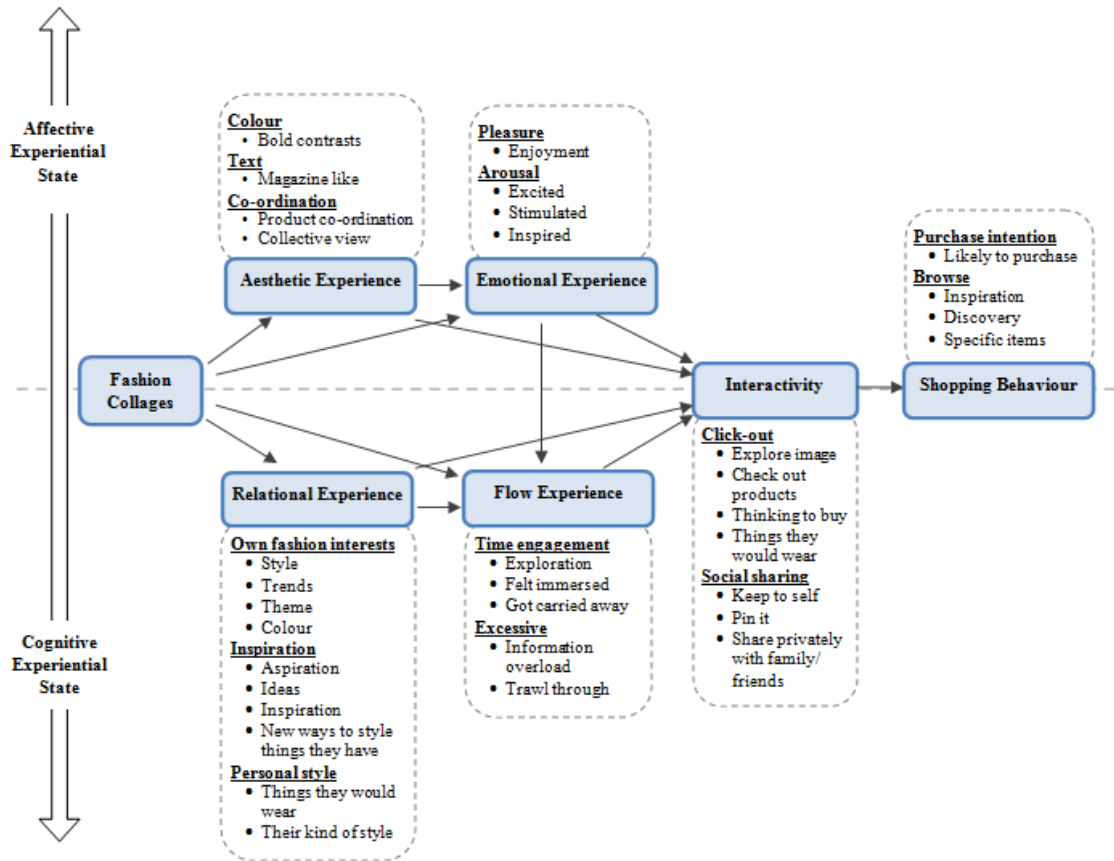 Affective
Experiential
State
Colour
• Bold contrasts
Text
• Magazine like
Co-ordination
• Product co-ordination
• Collective view
Aesthetic Experience
Pleasure
• Enjoyment
Arousal
• Excited
• Stimulated
• Inspired
Emotional Experience
Purchase intention
• Likely to purchase
Browse
• Inspiration
• Discovery
• Specific items
Shopping Behaviour
Fashion
Collages
Interactivity
Click-out
• Explore image
• Check out
products
• Thinking to buy
• Things they
would wear
Social sharing
• Keep to self
• Pin it
• Share privately
with family/
friends
Relational Experience
Own fashion interests
• Style
• Trends
• Theme
• Colour
Inspiration
• Aspiration
• Ideas
• Inspiration
• New ways to style
things they have
Personal style
• Things they would
wear
• Their kind of style
Flow Experience
Time engagement
• Exploration
• Felt immersed
• Got carried away
Excessive
• Information
overload
• Trawl through
Cognitive
Experiential
State